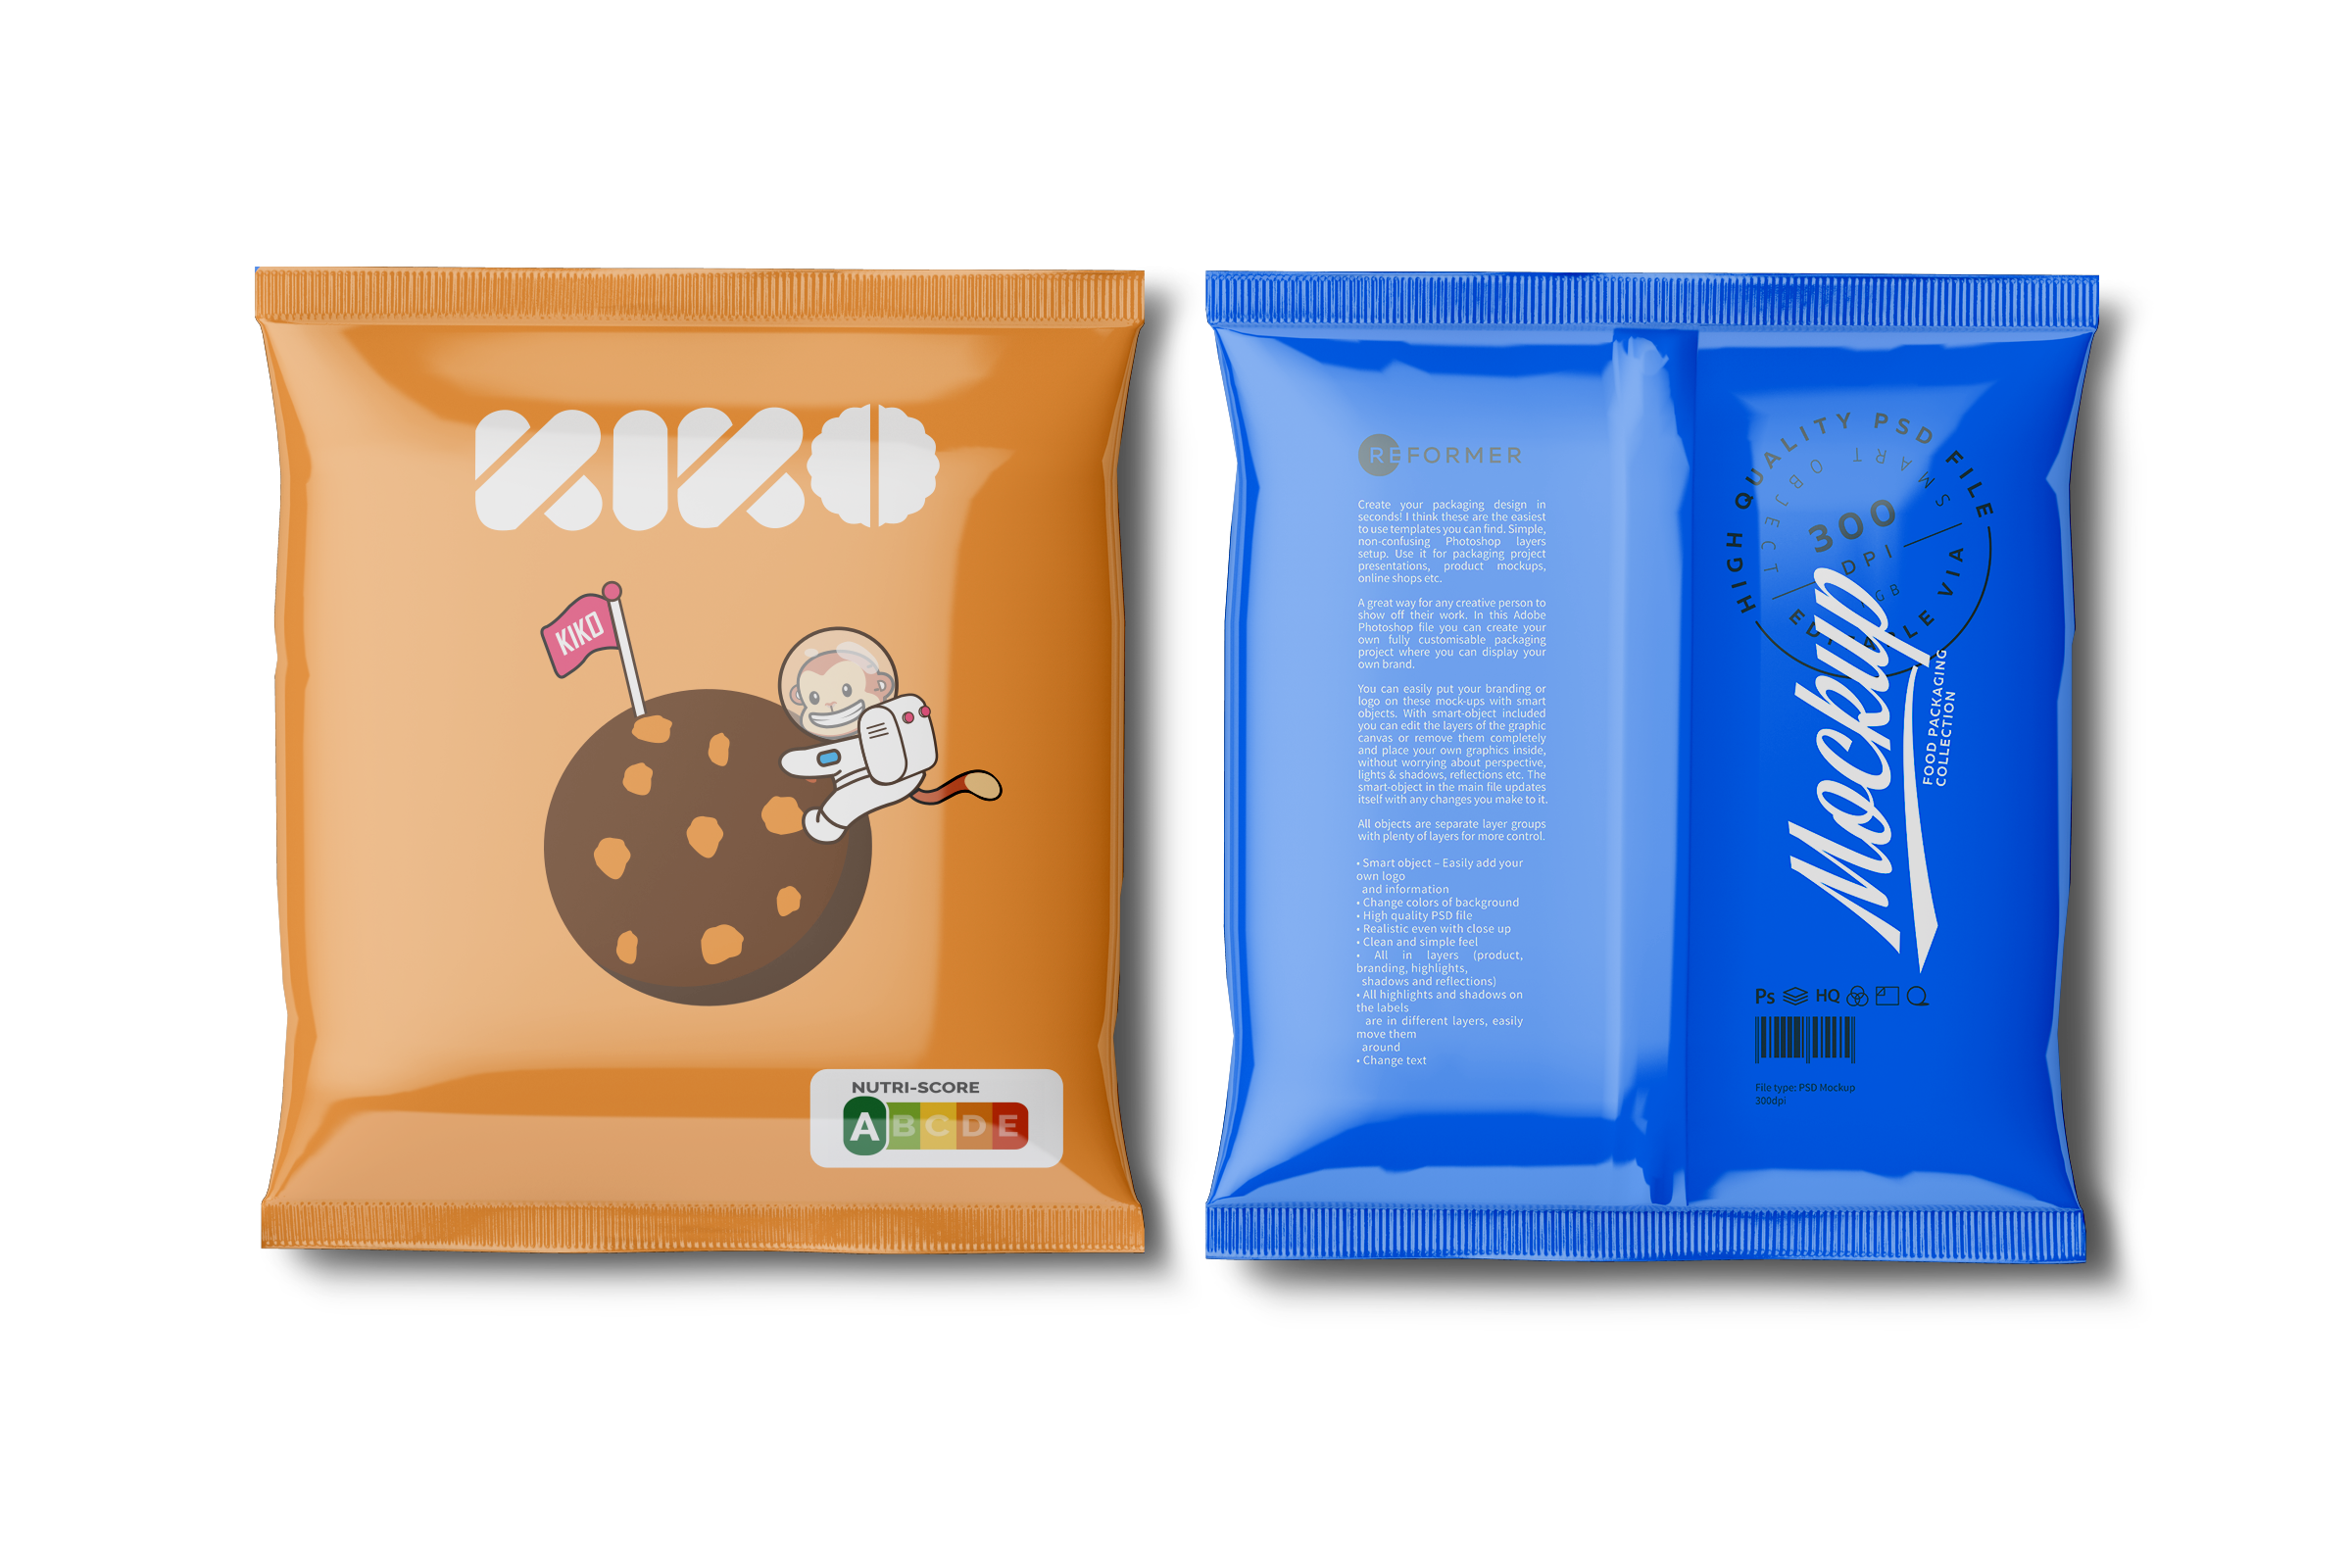 KIKO
KIKO
NUTRI-SCORE
A B C D E
REFORMER
Create your packaging design in
seconds! I think these are the easiest
to use templates you can find. Simple,
non-confusing Photoshop layers
setup. Use it for packaging project
presentations, product mockups,
online shops etc.
A great way for any creative person to
show off their work. In this Adobe
Photoshop file you can create your
own fully customisable packaging
project where you can display your
own brand.
You can easily put your branding or
logo on these mock-ups with smart
objects. With smart-object included
you can edit the layers of the graphic
canvas or remove them completely
and place your own graphics inside,
without worrying about perspective,
lights & shadows, reflections etc. The
smart-object in the main file updates
itself with any changes you make to it.
All objects are separate layer groups
with plenty of layers for more control.
• Smart object – Easily add your
own logo
and information
• Change colors of background
• High quality PSD file
• Realistic even with close up
• Clean and simple feel
• All in layers (product,
branding, highlights,
shadows and reflections)
• All highlights and shadows on
the labels
are in different layers, easily
move them
around
• Change text
HIGH QUALITY PSD FILE
SMART OBJECT
300
DPI
EDITABLE VIA
Mockup
FOOD PACKAGING
COLLECTION
Ps HQ
File type: PSD Mockup
300dpi